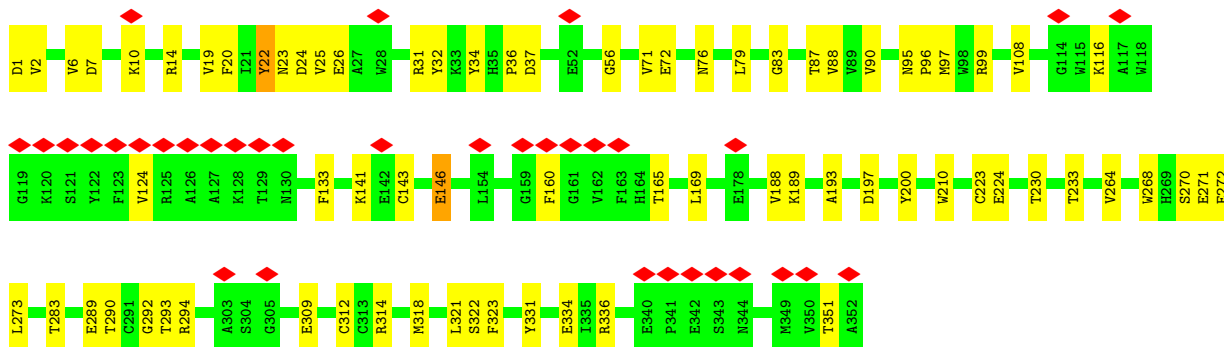 D1 V2 V6 D7 K10 R14 V19 F20 I21 Y22 N23 D24 V25 E26 A27 W28 R31 Y32 K33 Y34 H35 P36 D37 E52 G56 V71 E72 N76 L79 G83 T87 V88 V89 V90 N95 P96 M97 W98 R99 V108 G114 W115 K116 A117 W118
G119 K120 S121 Y122 F123 V124 R125 A126 A127 K128 T129 N130 F133 K141 E142 C143 E146 L154 G159 F160 G161 V162 F163 H164 T165 L169 E178 V188 K189 A193 D197 Y200 W210 C223 E224 T230 T233 V264 W268 H269 S270 E271 F272
L273 T283 E289 T290 C291 G292 T293 R294 A303 S304 G305 E309 C312 C313 R314 M318 L321 S322 F323 Y331 E334 I335 R336 E340 P341 E342 S343 N344 M349 V350 T351 A352